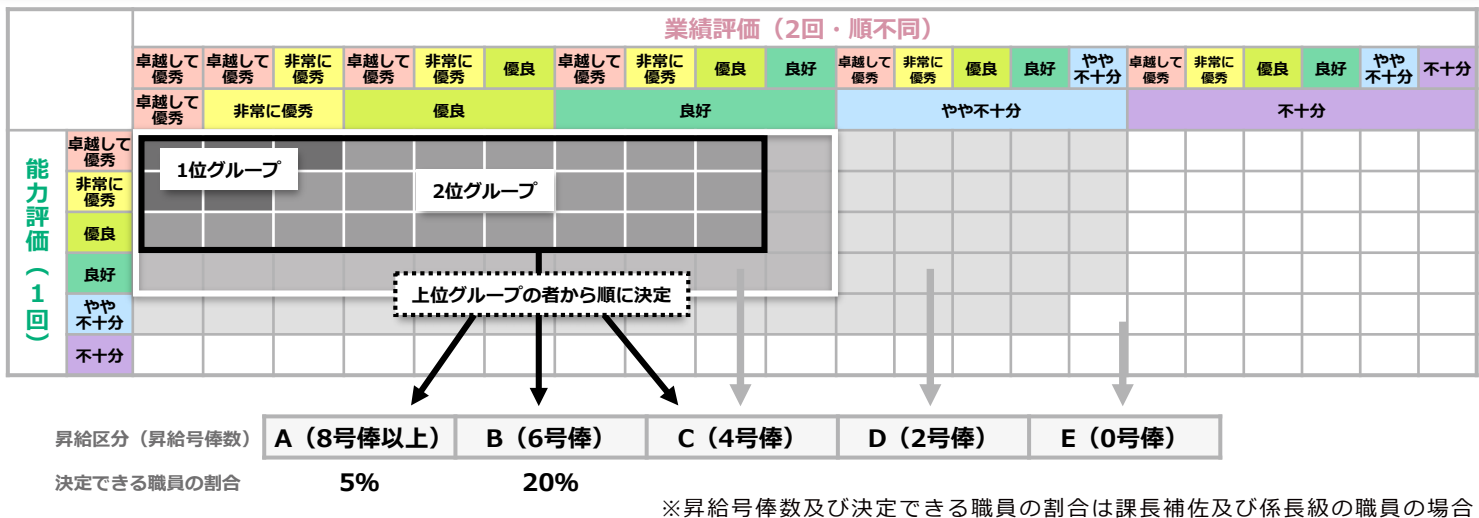 業績評価（2回・順不同）
卓越して優秀 卓越して優秀 非常に優秀 卓越して優秀 非常に優秀 優良 卓越して優秀 非常に優秀 優良 良好 卓越して優秀 非常に優秀 優良 良好 やや不十分 卓越して優秀 非常に優秀 優良 良好 やや不十分 不十分
卓越して優秀 非常に優秀 優良 良好 やや不十分 不十分
能力評価（1回）
卓越して優秀
1位グループ
非常に優秀
2位グループ
優良
良好
上位グループの者から順に決定
やや不十分
不十分
昇給区分（昇給号俸数） A（8号俸以上） B（6号俸） C（4号俸） D（2号俸） E（0号俸）
決定できる職員の割合 5% 20%
※昇給号俸数及び決定できる職員の割合は課長補佐及び係長級の職員の場合